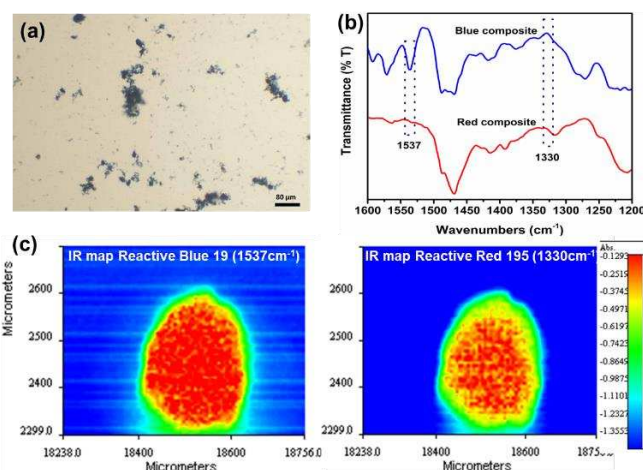 (a)
80 µm
(b)
Blue composite
Red composite
1537
1330
Transmittance (% T)
1600 1550 1500 1450 1400 1350 1300 1250 1200
Wavenumbers (cm-1)
(c)
IR map Reactive Blue 19 (1537cm-1)
Micrometers
2600
2500
2400
2299.0
18238.0 18400 18600 18756.0
Micrometers
IR map Reactive Red 195 (1330cm-1)
2600
2500
2400
2299.0
18238.0 18400 18600
Micrometers
Abs.
-0.1293
-0.2520
-0.3746
-0.4972
-0.6197
-0.7423
-0.8649
-0.9875
-1.1101
-1.2327
-1.3553